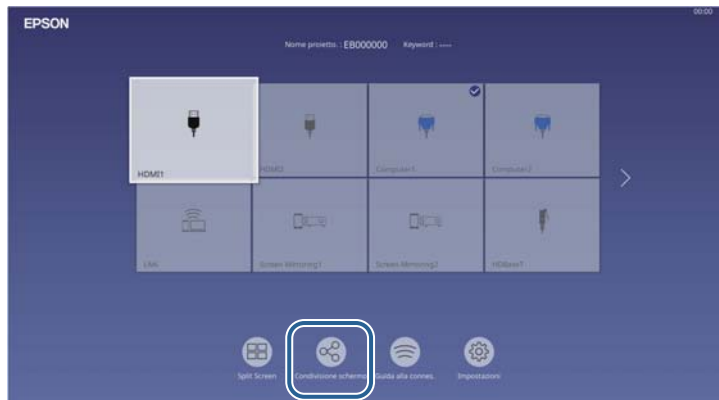 00:00
EPSON
Nome proietto. : EB000000 Keyword : ----
HDMI1
HDMI2
Computer1
Computer2
LAN
Screen Mirroring1
Screen Mirroring2
HDBaseT
Split Screen
Condivisione schermo
Guida alla connes.
Impostazioni